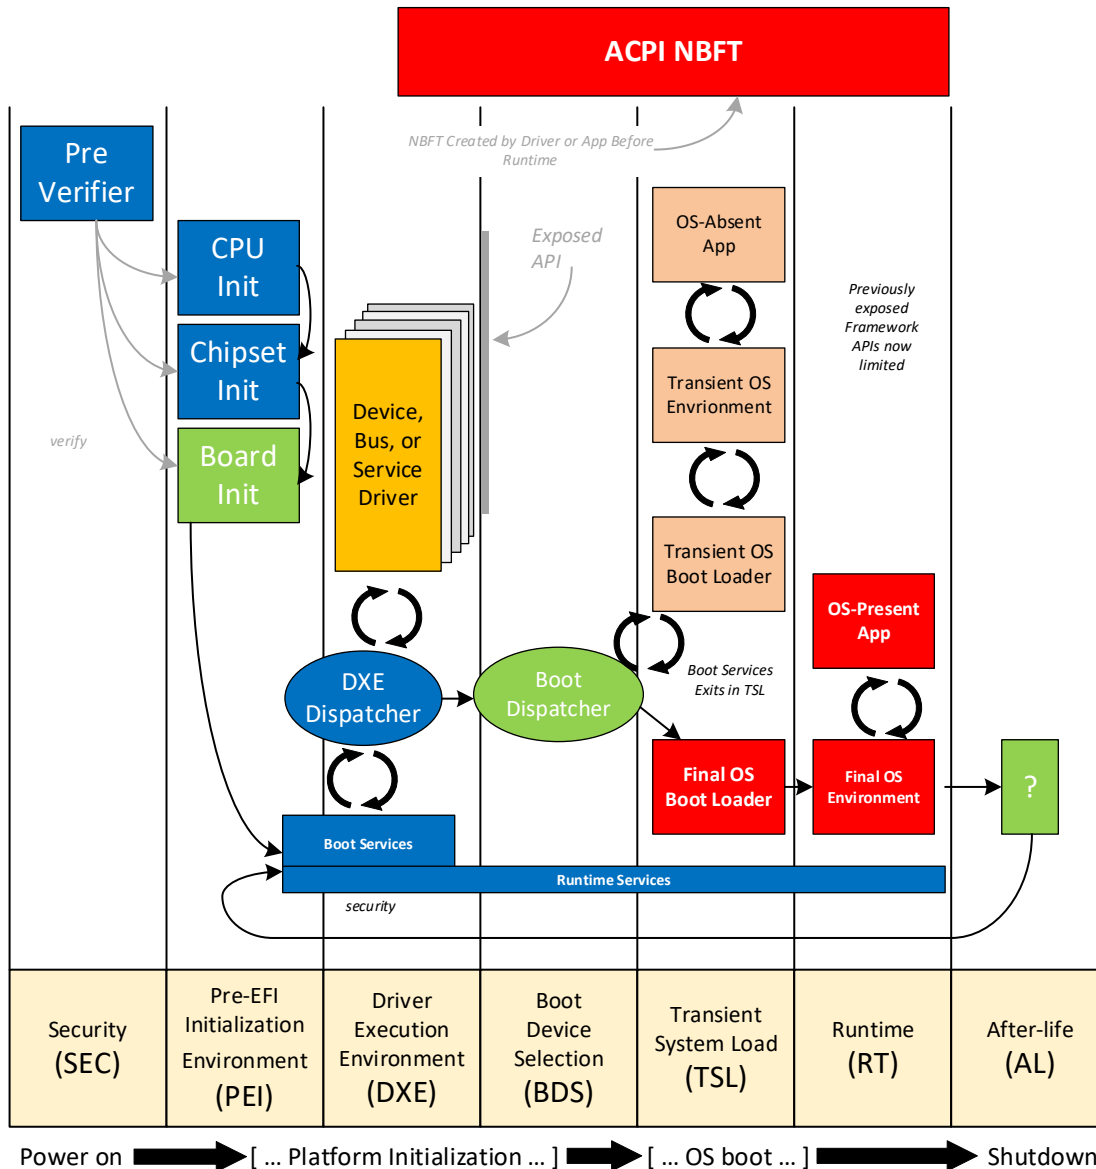 ACPI NBFT
NBFT Created by Driver or App Before
Runtime
Pre
Verifier
CPU
Init
Chipset
Init
Board
Init
verify
Exposed
API
Device,
Bus, or
Service
Driver
DXE
Dispatcher
Boot
Dispatcher
Boot Services
Runtime Services
security
OS-Absent
App
Transient OS
Envrionment
Transient OS
Boot Loader
Boot Services
Exits in TSL
Final OS
Boot Loader
Previously
exposed
Framework
APIs now
limited
OS-Present
App
Final OS
Environment
?
Security
(SEC)
Pre-EFI
Initialization
Environment
(PEI)
Driver
Execution
Environment
(DXE)
Boot
Device
Selection
(BDS)
Transient
System Load
(TSL)
Runtime
(RT)
After-life
(AL)
Power on [ ... Platform Initialization ... ] [ ... OS boot ... ] Shutdown